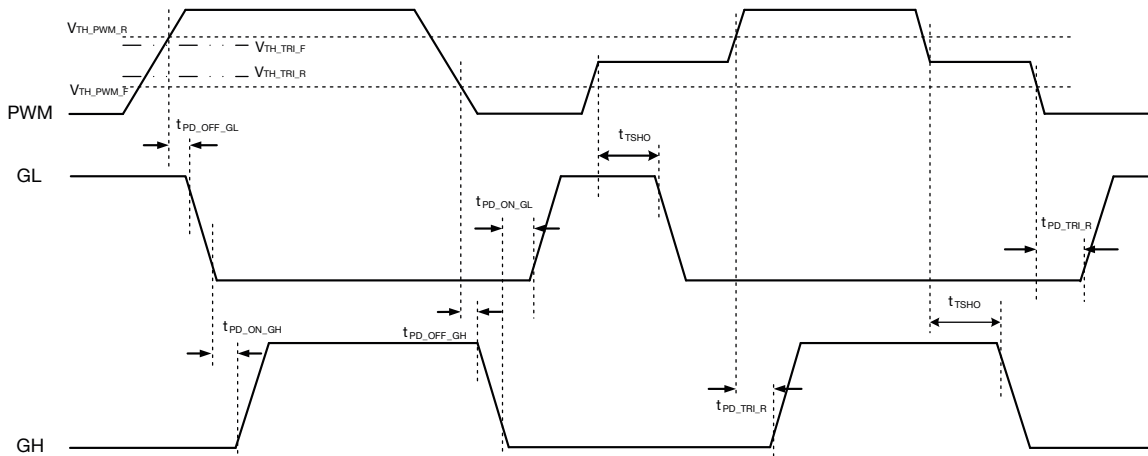 VTH_PWM_R
VTH_TRI_F
VTH_TRI_R
VTH_PWM_F
PWM
tPD_OFF_GL
tTSHO
GL
tPD_ON_GL
tPD_TRI_R
tTSHO
tPD_ON_GH
tPD_OFF_GH
tPD_TRI_R
GH